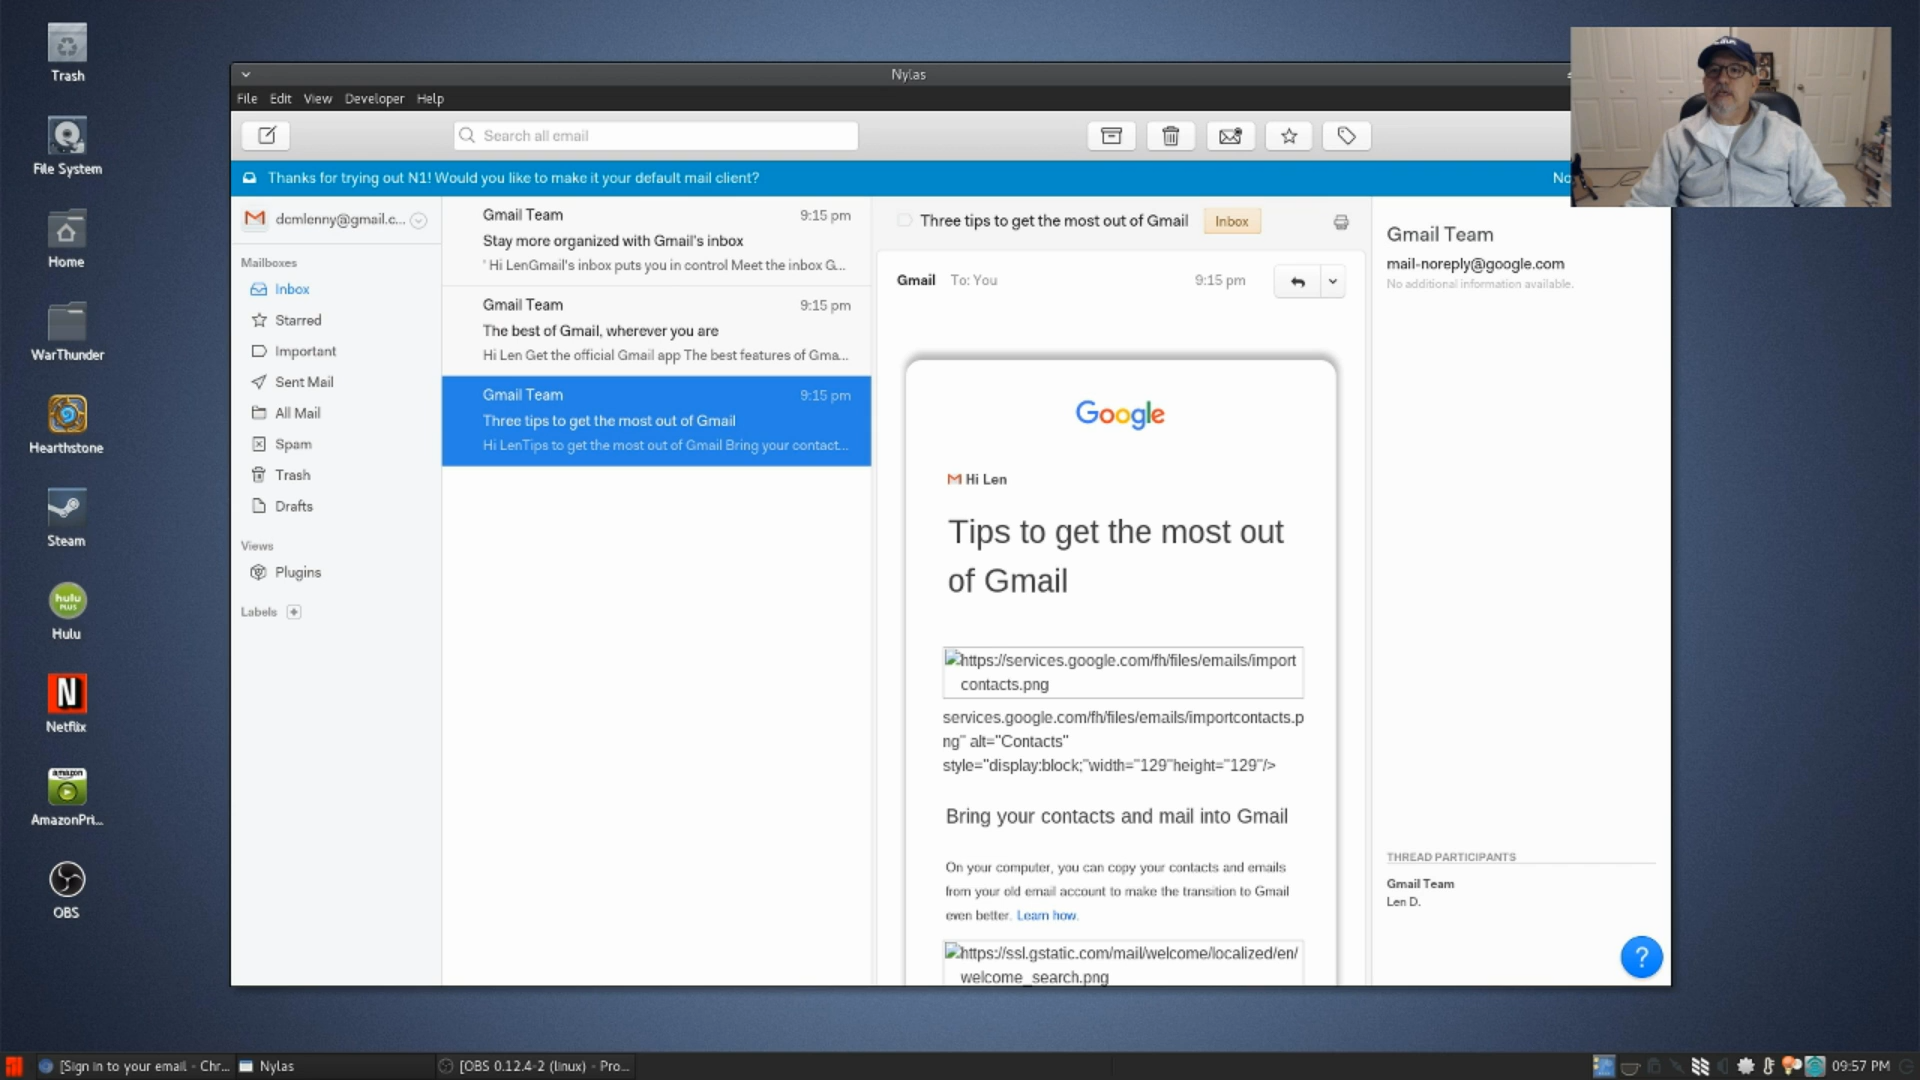 Trash
File System
Home
WarThunder
Hearthstone
Steam
hulu
PLUS
Hulu
N
Netflix
amazon
AmazonPri...
OBS
Nylas
File Edit View Developer Help
Search all email
Thanks for trying out N1! Would you like to make it your default mail client?
No
dcmlenny@gmail.c...
Mailboxes
Inbox
Starred
Important
Sent Mail
All Mail
Spam
Trash
Drafts
Views
Plugins
Labels
Gmail Team 9:15 pm
Stay more organized with Gmail's inbox
" Hi LenGmail's inbox puts you in control Meet the inbox G...
Gmail Team 9:15 pm
The best of Gmail, wherever you are
Hi Len Get the official Gmail app The best features of Gma...
Gmail Team 9:15 pm
Three tips to get the most out of Gmail
Hi LenTips to get the most out of Gmail Bring your contact...
Three tips to get the most out of Gmail Inbox
Gmail To: You 9:15 pm
Google
Hi Len
Tips to get the most out
of Gmail
https://services.google.com/fh/files/emails/import
contacts.png
services.google.com/fh/files/emails/importcontacts.p
ng" alt="Contacts"
style="display:block;"width="129"height="129"/>
Bring your contacts and mail into Gmail
On your computer, you can copy your contacts and emails
from your old email account to make the transition to Gmail
even better. Learn how.
https://ssl.gstatic.com/mail/welcome/localized/en/
welcome_search.png
Gmail Team
mail-noreply@google.com
No additional information available.
THREAD PARTICIPANTS
Gmail Team
Len D.
?
[Sign in to your email - Chr... Nylas [OBS 0.12.4-2 (linux) - Pro... 09:57 PM